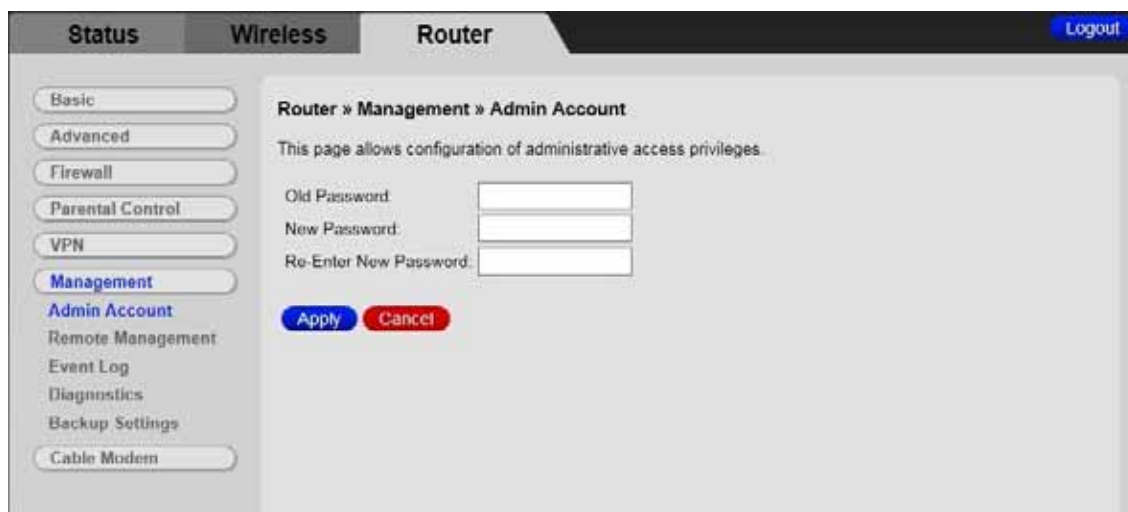 Status Wireless Router Logout
Basic
Advanced
Firewall
Parental Control
VPN
Management
Admin Account
Remote Management
Event Log
Diagnostics
Backup Settings
Cable Modem
Router » Management » Admin Account
This page allows configuration of administrative access privileges.
Old Password:
New Password:
Re-Enter New Password:
Apply Cancel